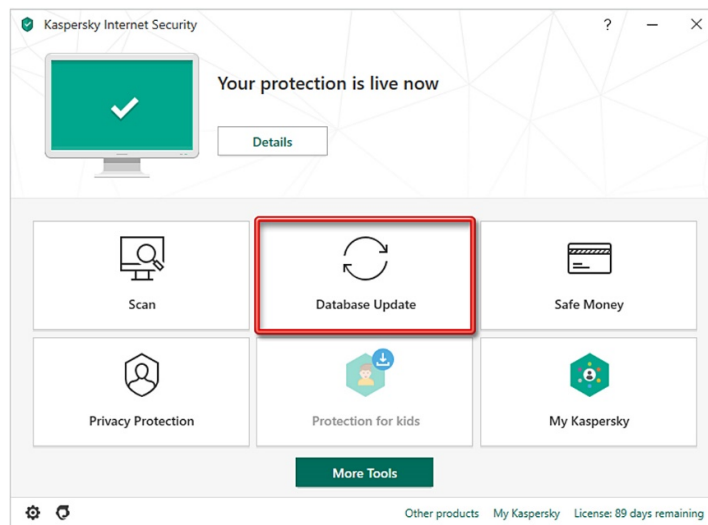 Kaspersky Internet Security
?
Your protection is live now
Details
Scan
Database Update
Safe Money
Privacy Protection
Protection for kids
My Kaspersky
More Tools
Other products My Kaspersky License: 89 days remaining